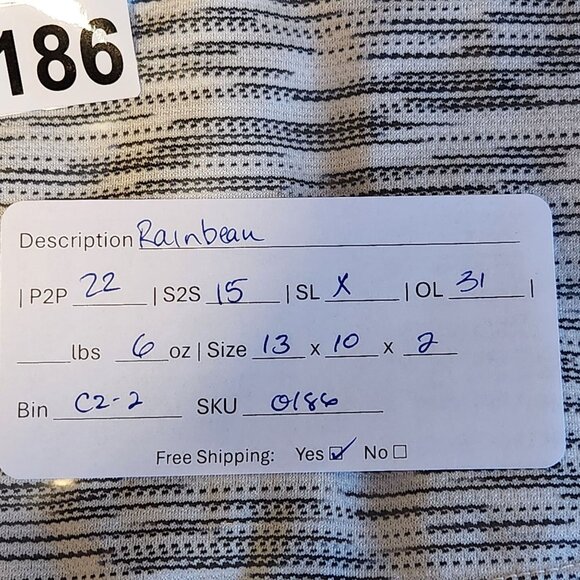 186
Description Rainbeau
| P2P 22 | S2S 15 | SL X | OL 31 |
lbs 6 oz | Size 13 x 10 x 2
Bin C2-2 SKU 0186
Free Shipping: Yes ☑ No ☐